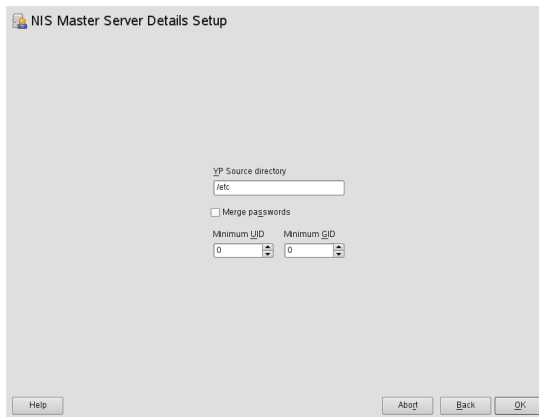 NIS Master Server Details Setup
YP Source directory
/etc
Merge passwords
Minimum UID Minimum GID
0 0
Help Abort Back OK